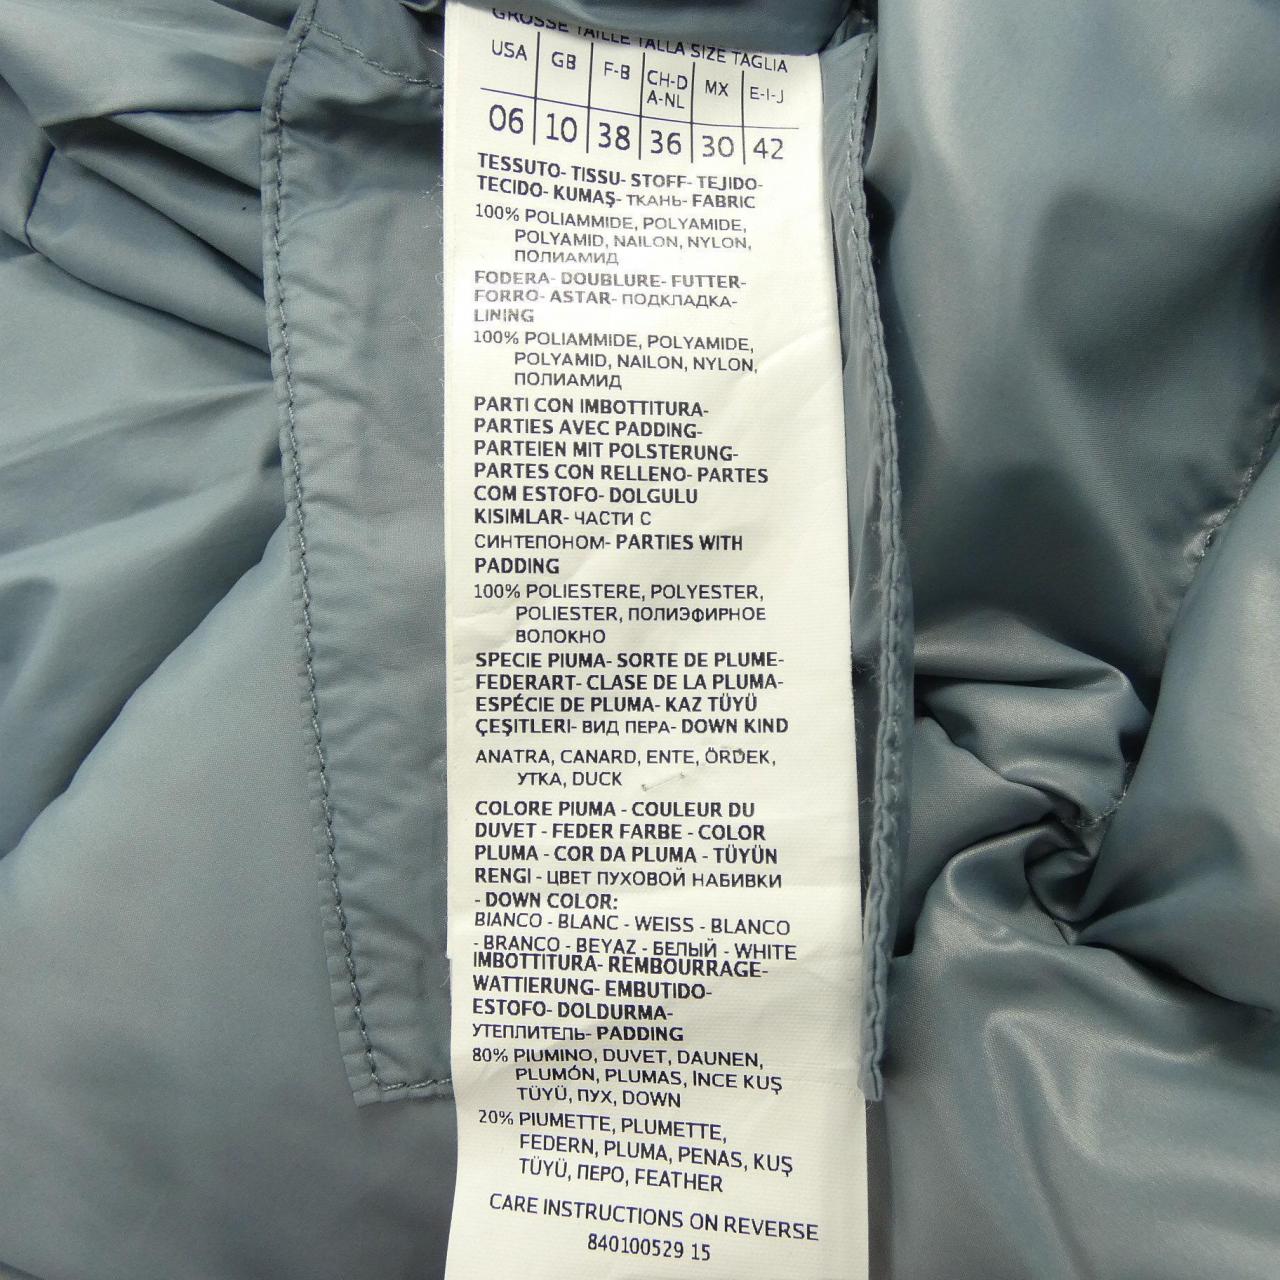 GROSSE TAILLE TALLA SIZE TAGLIA
USA GB F-B CH-D A-NL MX E-I-J
06 10 38 36 30 42
TESSUTO- TISSU- STOFF- TEJIDO-
TECIDO- KUMAŞ- ТКАНЬ- FABRIC
100% POLIAMMIDE, POLYAMIDE,
POLYAMID, NAILON, NYLON,
ПОЛИАМИД
FODERA- DOUBLURE- FUTTER-
FORRO- ASTAR- ПОДКЛАДКА-
LINING
100% POLIAMMIDE, POLYAMIDE,
POLYAMID, NAILON, NYLON,
ПОЛИАМИД
PARTI CON IMBOTTITURA-
PARTIES AVEC PADDING-
PARTEIEN MIT POLSTERUNG-
PARTES CON RELLENO- PARTES
COM ESTOFO- DOLGULU
KISIMLAR- ЧАСТИ С
СИНТЕПОНОМ- PARTIES WITH
PADDING
100% POLIESTERE, POLYESTER,
POLIESTER, ПОЛИЭФИРНОЕ
ВОЛОКНО
SPECIE PIUMA- SORTE DE PLUME-
FEDERART- CLASE DE LA PLUMA-
ESPÉCIE DE PLUMA- KAZ TÜYÜ
ÇEŞITLERI- ВИД ПЕРА- DOWN KIND
ANATRA, CANARD, ENTE, ÖRDEK,
УТКА, DUCK
COLORE PIUMA - COULEUR DU
DUVET - FEDER FARBE - COLOR
PLUMA - COR DA PLUMA - TÜYÜN
RENGI - ЦВЕТ ПУХОВОЙ НАБИВКИ
- DOWN COLOR:
BIANCO - BLANC - WEISS - BLANCO
- BRANCO - BEYAZ - БЕЛЫЙ - WHITE
IMBOTTITURA- REMBOURRAGE-
WATTIERUNG- EMBUTIDO-
ESTOFO- DOLDURMA-
УТЕПЛИТЕЛЬ- PADDING
80% PIUMINO, DUVET, DAUNEN,
PLUMÓN, PLUMAS, İNCE KUŞ
TÜYÜ, ПУХ, DOWN
20% PIUMETTE, PLUMETTE,
FEDERN, PLUMA, PENAS, KUŞ
TÜYÜ, ПЕРО, FEATHER
CARE INSTRUCTIONS ON REVERSE
840100529 15